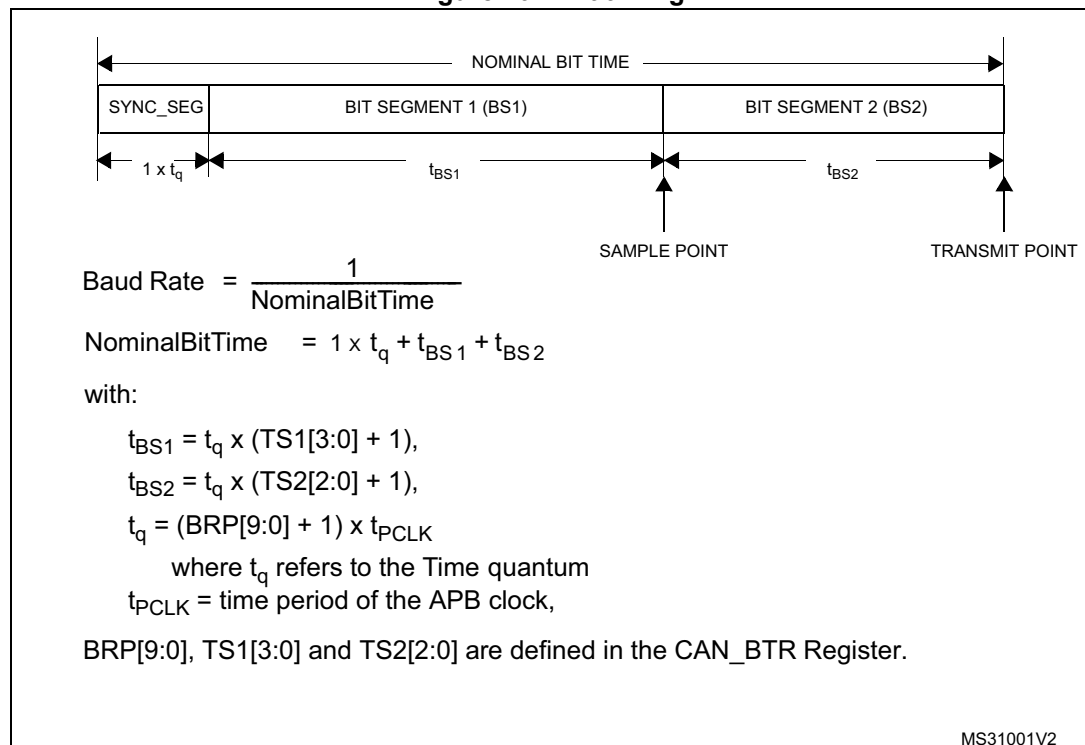 NOMINAL BIT TIME
SYNC_SEG BIT SEGMENT 1 (BS1) BIT SEGMENT 2 (BS2)
1 x tq tBS1 tBS2
SAMPLE POINT TRANSMIT POINT
Baud Rate = 1
NominalBitTime
NominalBitTime = 1 × tq + tBS1 + tBS2
with:
tBS1 = tq x (TS1[3:0] + 1),
tBS2 = tq x (TS2[2:0] + 1),
tq = (BRP[9:0] + 1) x tPCLK
where tq refers to the Time quantum
tPCLK = time period of the APB clock,
BRP[9:0], TS1[3:0] and TS2[2:0] are defined in the CAN_BTR Register.
MS31001V2